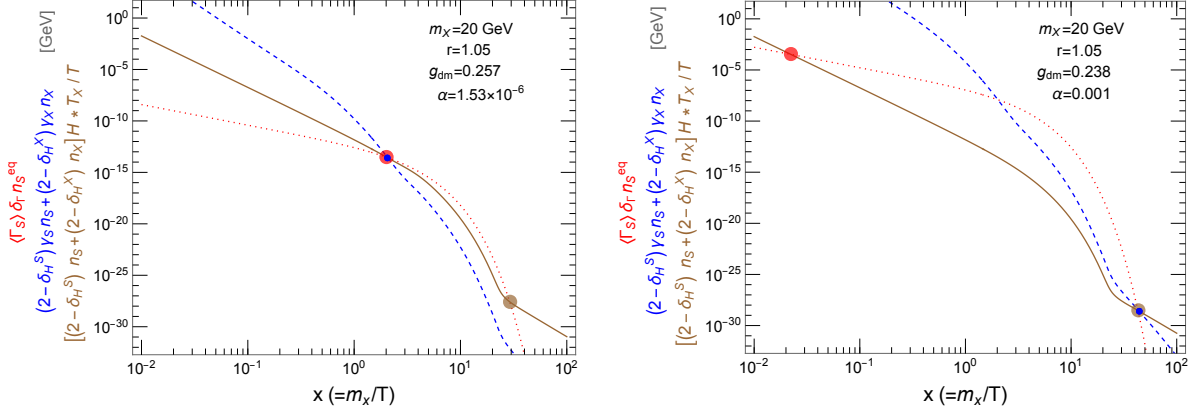 [GeV]
⟨Γ_S⟩ δ_Γ n_S^eq
(2-δ_H^S) γ_S n_S + (2-δ_H^X) γ_X n_X
[(2-δ_H^S) n_S + (2-δ_H^X) n_X] H * T_X / T
10^0
10^-5
10^-10
10^-15
10^-20
10^-25
10^-30
m_X=20 GeV
r=1.05
g_dm=0.257
α=1.53×10^-6
10^-2 10^-1 10^0 10^1 10^2
x (=m_x/T)
[GeV]
⟨Γ_S⟩ δ_Γ n_S^eq
(2-δ_H^S) γ_S n_S + (2-δ_H^X) γ_X n_X
[(2-δ_H^S) n_S + (2-δ_H^X) n_X] H * T_X / T
10^0
10^-5
10^-10
10^-15
10^-20
10^-25
10^-30
m_X=20 GeV
r=1.05
g_dm=0.238
α=0.001
10^-2 10^-1 10^0 10^1 10^2
x (=m_x/T)